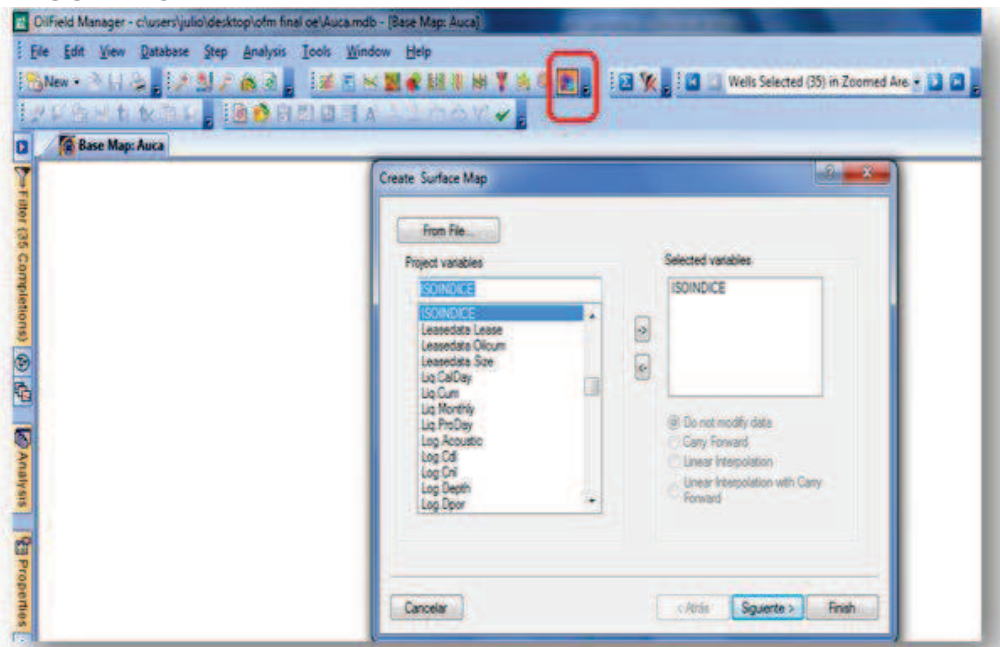 OilField Manager - c:\users\julio\desktop\ofm final oe\Auca.mdb - [Base Map: Auca]
File Edit View Database Step Analysis Tools Window Help
New
Wells Selected (35) in Zoomed Are
Base Map: Auca
Filter (35 Completions)
Analysis
Properties
Create Surface Map
From File...
Project variables
ISOINDICE
ISOINDICE
Leasedata Lease
Leasedata Oilcum
Leasedata Size
Liq.CalDay
Liq.Cum
Liq.Monthly
Liq.ProDay
Log Acoustic
Log Cdl
Log Cnl
Log Depth
Log Dpor
Selected variables
ISOINDICE
Do not modify data
Carry Forward
Linear Interpolation
Linear Interpolation with Carry
Forward
Cancelar
< Atrás
Siguiente >
Finish